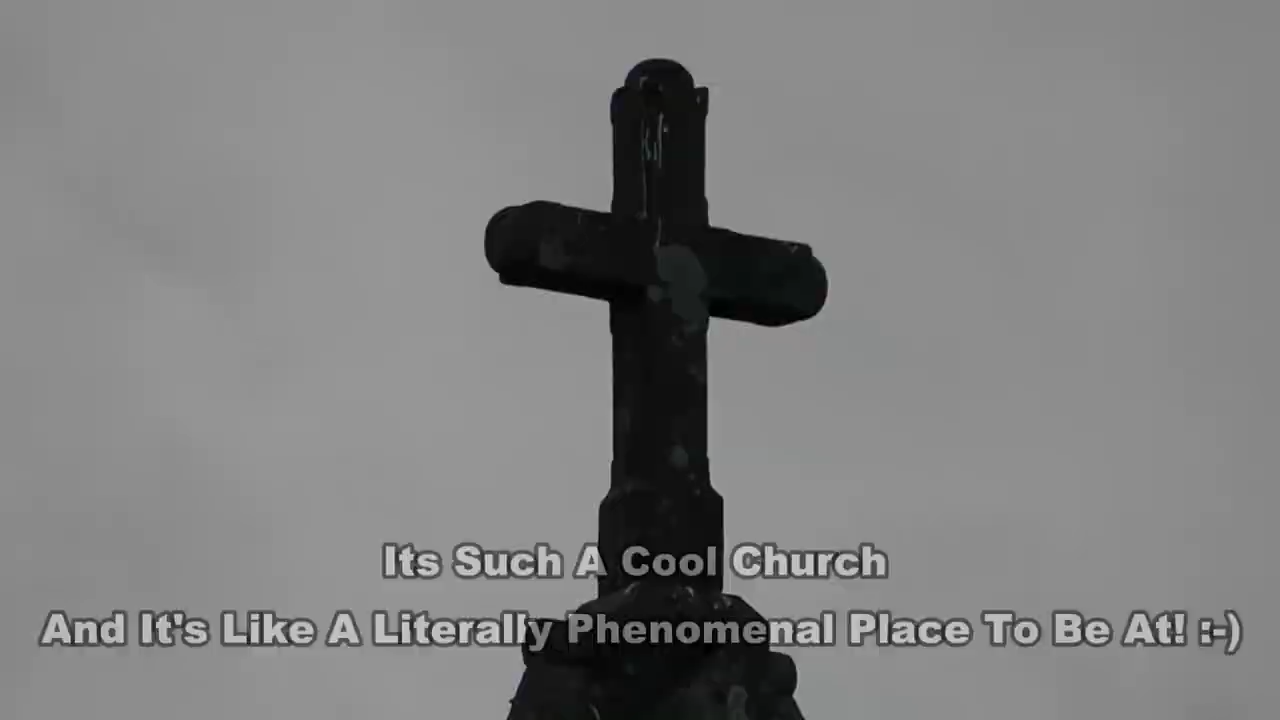 Its Such A Cool Church
And It's Like A Literally Phenomenal Place To Be At! :-)